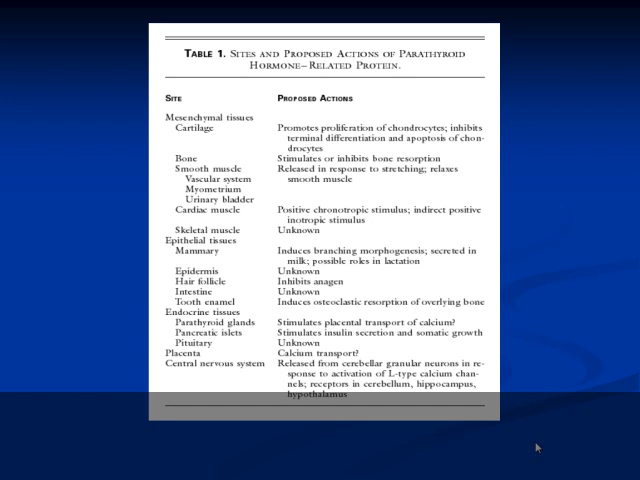 TABLE 1. SITES AND PROPOSED ACTIONS OF PARATHYROID
HORMONE–RELATED PROTEIN.
SITE PROPOSED ACTIONS
Mesenchymal tissues
Cartilage Promotes proliferation of chondrocytes; inhibits
terminal differentiation and apoptosis of chon-
drocytes
Bone Stimulates or inhibits bone resorption
Smooth muscle Released in response to stretching; relaxes
Vascular system smooth muscle
Myometrium
Urinary bladder
Cardiac muscle Positive chronotropic stimulus; indirect positive
inotropic stimulus
Skeletal muscle Unknown
Epithelial tissues
Mammary Induces branching morphogenesis; secreted in
milk; possible roles in lactation
Epidermis Unknown
Hair follicle Inhibits anagen
Intestine Unknown
Tooth enamel Induces osteoclastic resorption of overlying bone
Endocrine tissues
Parathyroid glands Stimulates placental transport of calcium?
Pancreatic islets Stimulates insulin secretion and somatic growth
Pituitary Unknown
Placenta Calcium transport?
Central nervous system Released from cerebellar granular neurons in re-
sponse to activation of L-type calcium chan-
nels; receptors in cerebellum, hippocampus,
hypothalamus